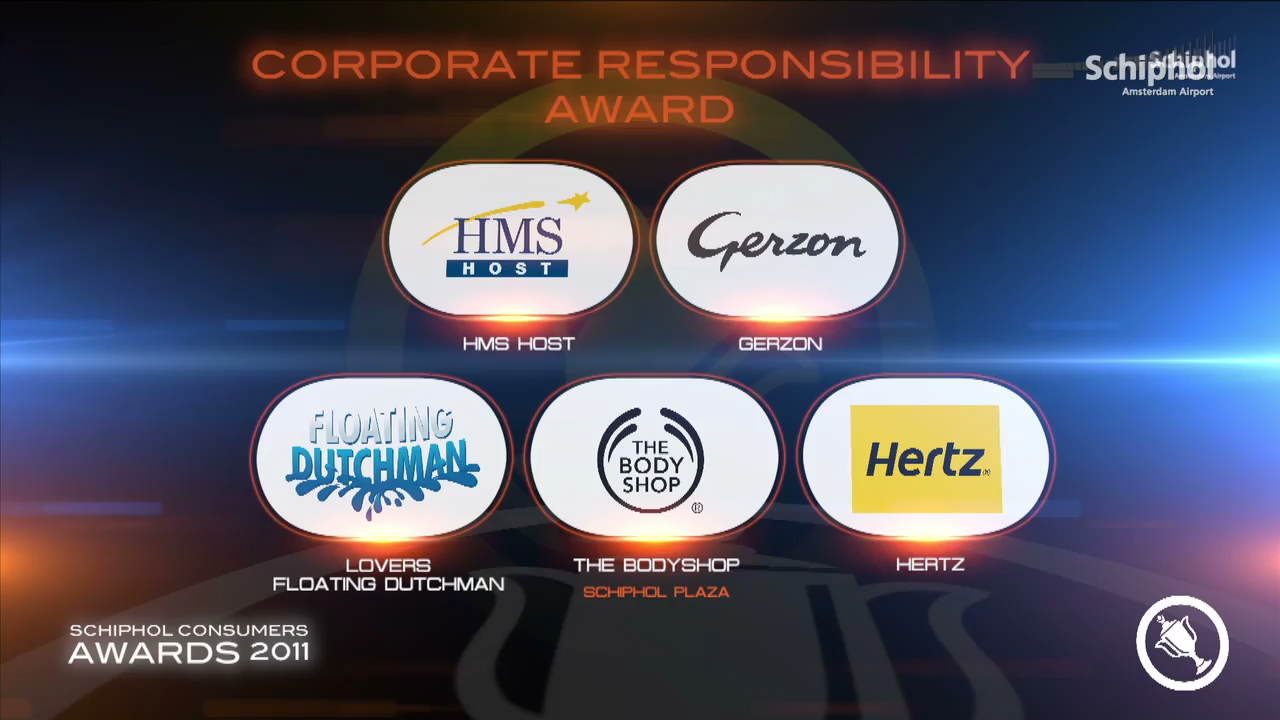 CORPORATE RESPONSIBILITY
AWARD
Schiphol
Schiphol
Amsterdam Airport
HMS
HOST
Gerzon
HMS HOST
GERZON
FLOATING
DUTCHMAN
THE
BODY
SHOP
®
Hertz
LOVERS
FLOATING DUTCHMAN
THE BODYSHOP
SCHIPHOL PLAZA
HERTZ
SCHIPHOL CONSUMERS
AWARDS 2011